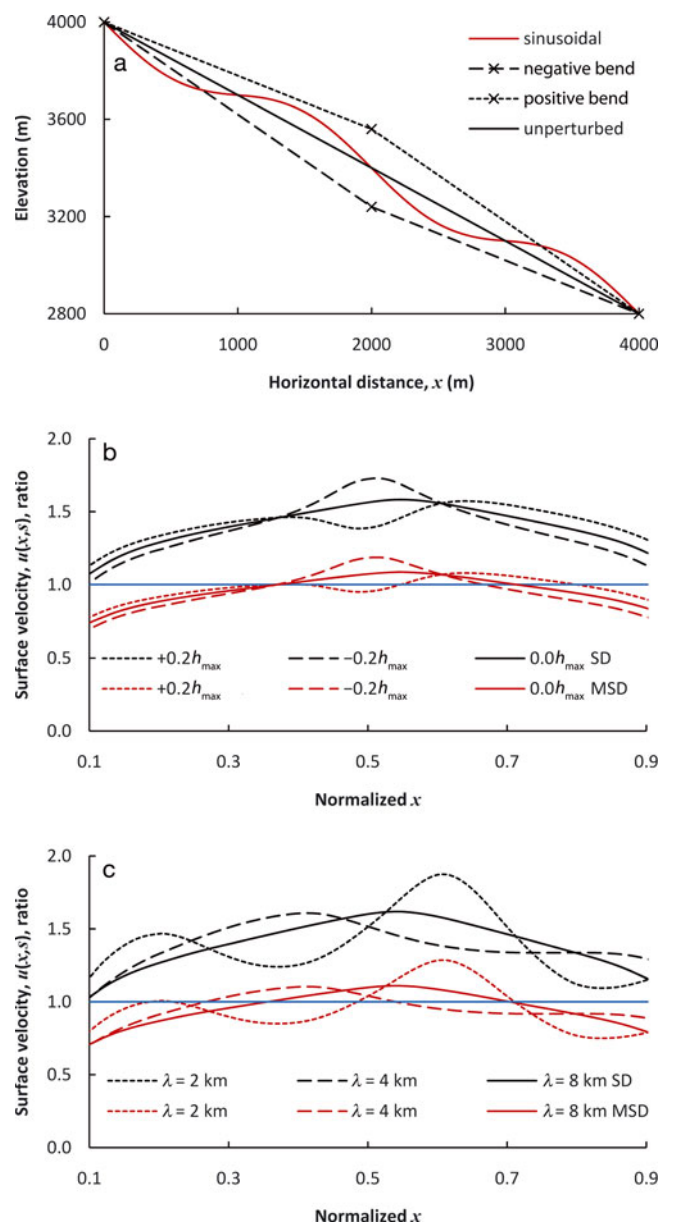 4000
3600
3200
2800
Elevation (m)
a
sinusoidal
negative bend
positive bend
unperturbed
0 1000 2000 3000 4000
Horizontal distance, x (m)
2.0
1.5
1.0
0.5
0.0
Surface velocity, u(x,s), ratio
b
+0.2hmax −0.2hmax 0.0hmax SD
+0.2hmax −0.2hmax 0.0hmax MSD
0.1 0.3 0.5 0.7 0.9
Normalized x
2.0
1.5
1.0
0.5
0.0
Surface velocity, u(x,s), ratio
c
λ = 2 km λ = 4 km λ = 8 km SD
λ = 2 km λ = 4 km λ = 8 km MSD
0.1 0.3 0.5 0.7 0.9
Normalized x